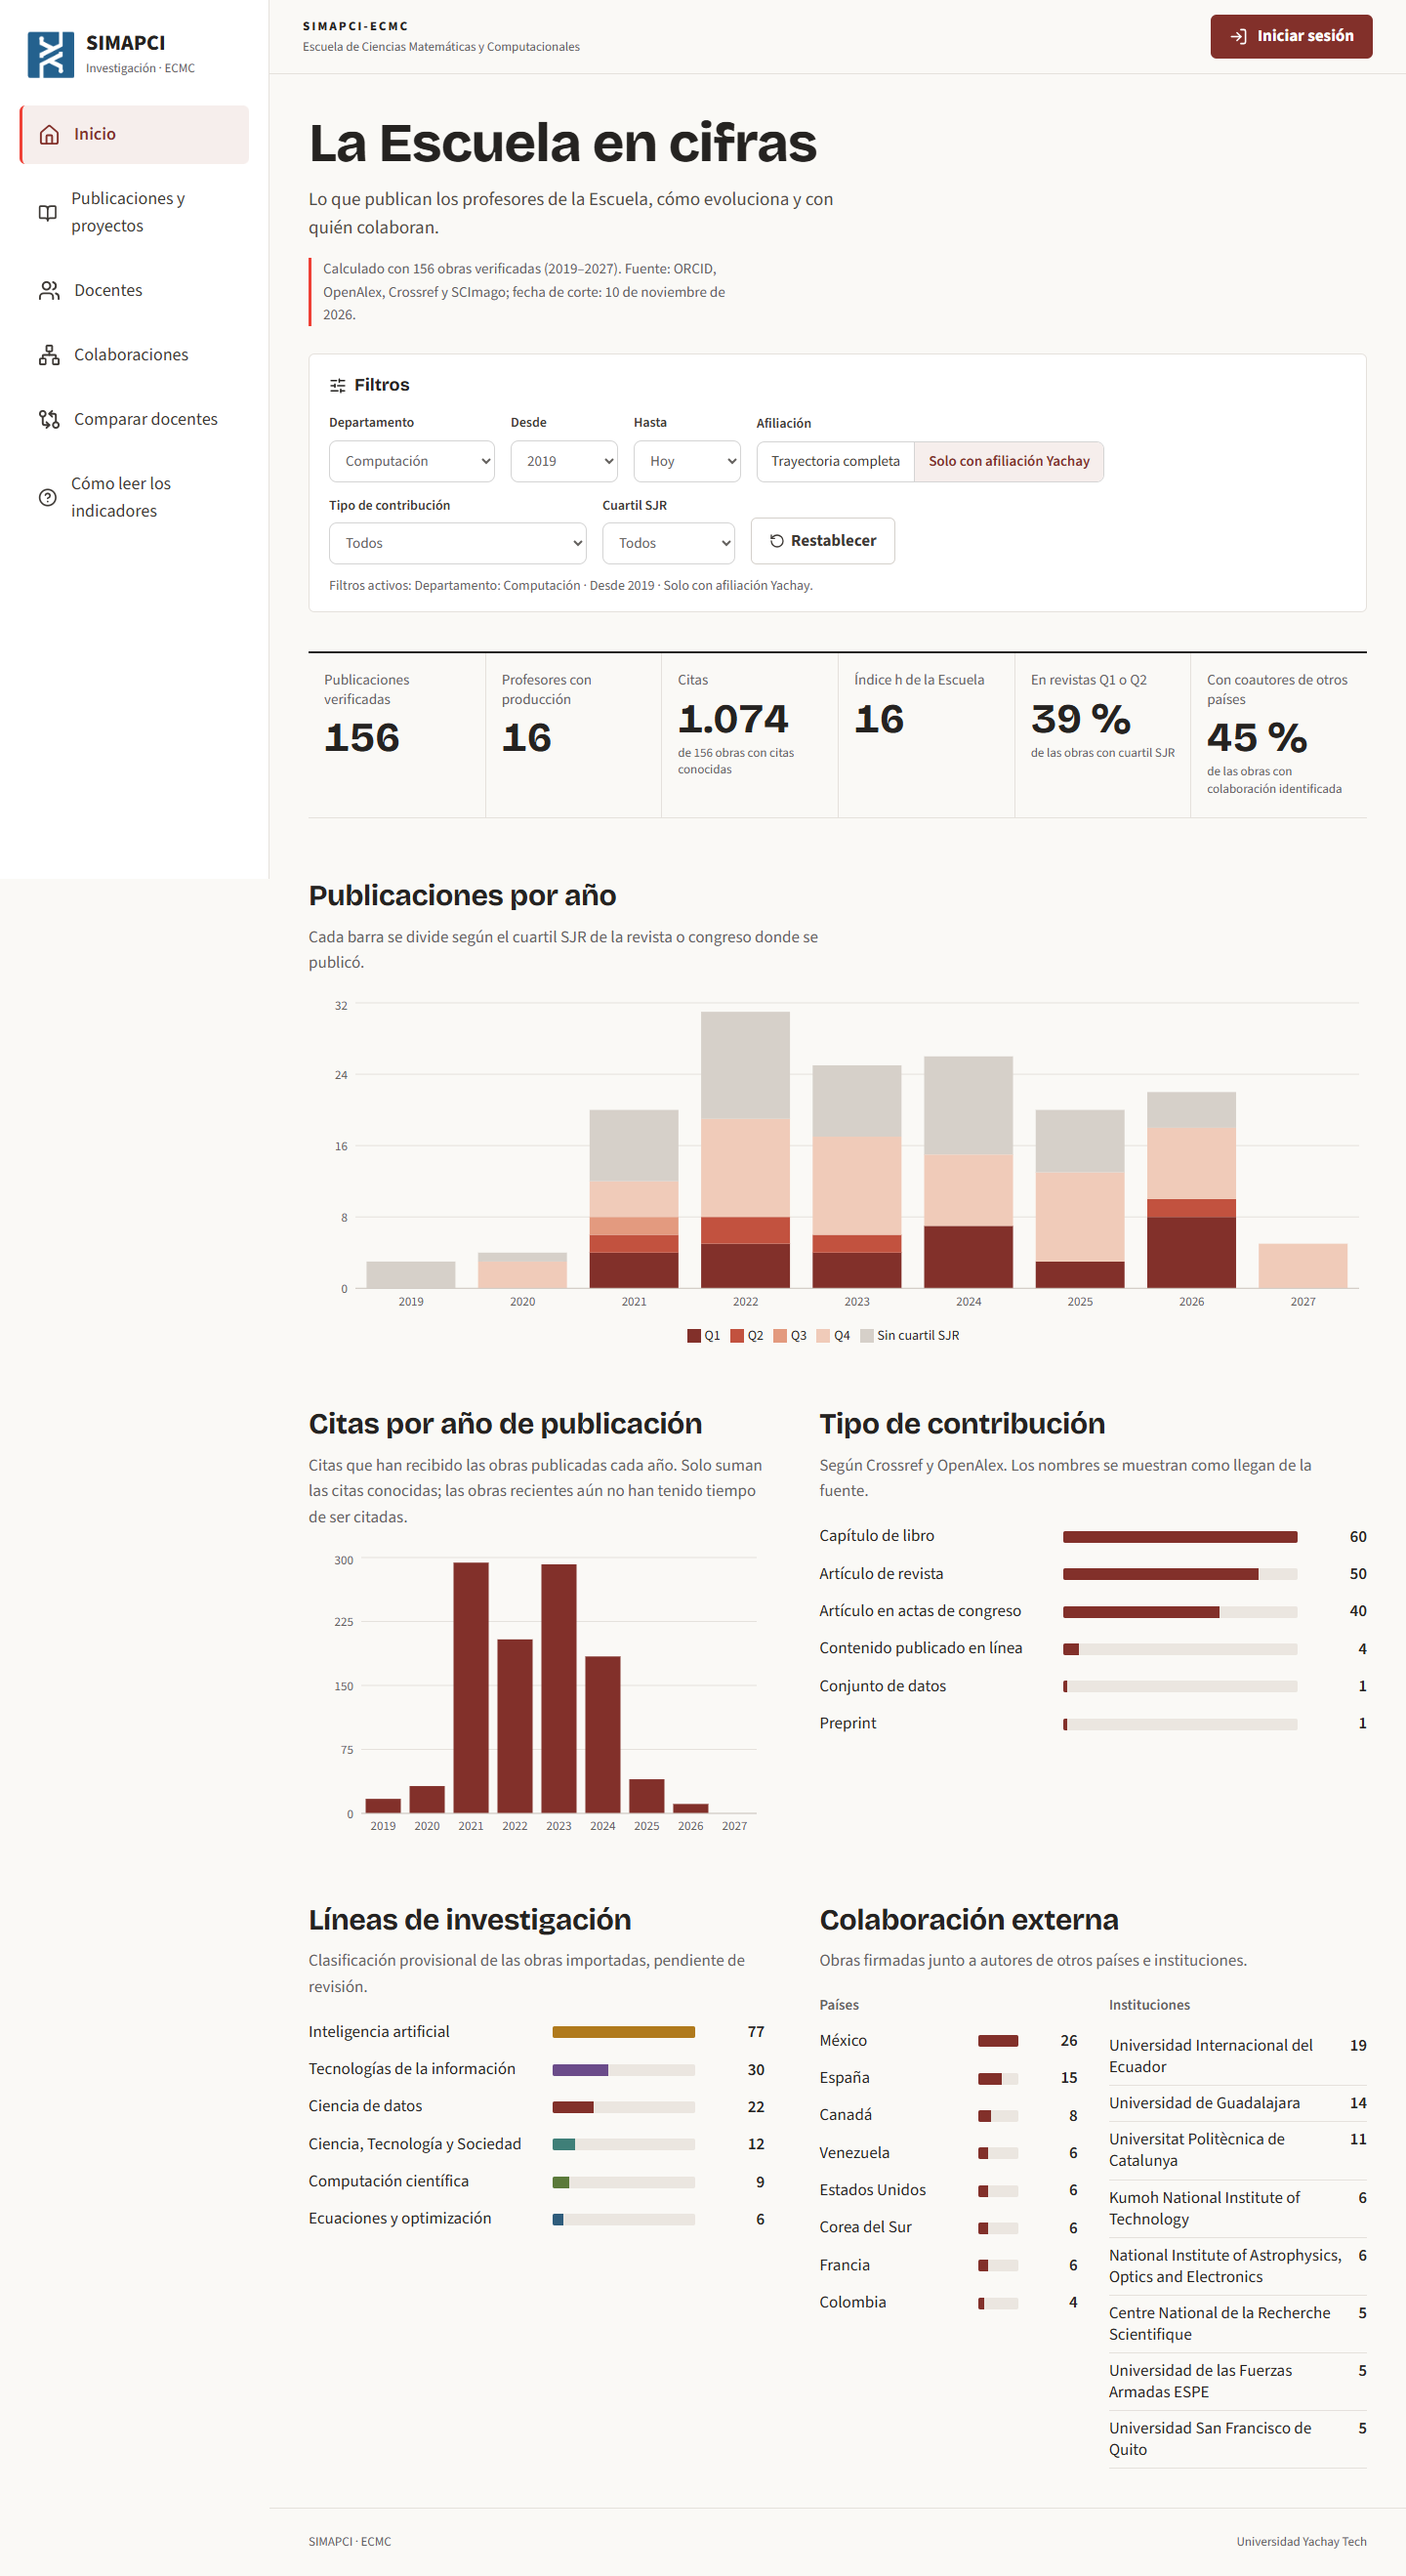 SIMAPCI
Investigación · ECMC
Inicio
Publicaciones y
proyectos
Docentes
Colaboraciones
Comparar docentes
Cómo leer los
indicadores
SIMAPCI-ECMC
Escuela de Ciencias Matemáticas y Computacionales
Iniciar sesión
La Escuela en cifras
Lo que publican los profesores de la Escuela, cómo evoluciona y con
quién colaboran.
Calculado con 156 obras verificadas (2019–2027). Fuente: ORCID,
OpenAlex, Crossref y SCImago; fecha de corte: 10 de noviembre de
2026.
Filtros
Departamento
Desde
Hasta
Afiliación
Computación
2019
Hoy
Trayectoria completa
Solo con afiliación Yachay
Tipo de contribución
Cuartil SJR
Todos
Todos
Restablecer
Filtros activos: Departamento: Computación · Desde 2019 · Solo con afiliación Yachay.
Publicaciones
verificadas
156
Profesores con
producción
16
Citas
1.074
de 156 obras con citas
conocidas
Índice h de la Escuela
16
En revistas Q1 o Q2
39 %
de las obras con cuartil SJR
Con coautores de otros
países
45 %
de las obras con
colaboración identificada
Publicaciones por año
Cada barra se divide según el cuartil SJR de la revista o congreso donde se
publicó.
32
24
16
8
0
2019 2020 2021 2022 2023 2024 2025 2026 2027
Q1 Q2 Q3 Q4 Sin cuartil SJR
Citas por año de publicación
Citas que han recibido las obras publicadas cada año. Solo suman
las citas conocidas; las obras recientes aún no han tenido tiempo
de ser citadas.
300
225
150
75
0
2019 2020 2021 2022 2023 2024 2025 2026 2027
Tipo de contribución
Según Crossref y OpenAlex. Los nombres se muestran como llegan de la
fuente.
Capítulo de libro 60
Artículo de revista 50
Artículo en actas de congreso 40
Contenido publicado en línea 4
Conjunto de datos 1
Preprint 1
Líneas de investigación
Clasificación provisional de las obras importadas, pendiente de
revisión.
Inteligencia artificial 77
Tecnologías de la información 30
Ciencia de datos 22
Ciencia, Tecnología y Sociedad 12
Computación científica 9
Ecuaciones y optimización 6
Colaboración externa
Obras firmadas junto a autores de otros países e instituciones.
Países
México 26
España 15
Canadá 8
Venezuela 6
Estados Unidos 6
Corea del Sur 6
Francia 6
Colombia 4
Instituciones
Universidad Internacional del 19
Ecuador
Universidad de Guadalajara 14
Universitat Politècnica de 11
Catalunya
Kumoh National Institute of 6
Technology
National Institute of Astrophysics, 6
Optics and Electronics
Centre National de la Recherche 5
Scientifique
Universidad de las Fuerzas 5
Armadas ESPE
Universidad San Francisco de 5
Quito
SIMAPCI · ECMC
Universidad Yachay Tech